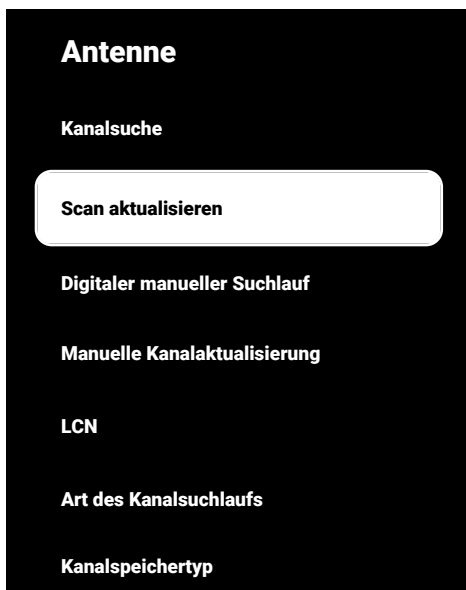 Antenne
Kanalsuche
Scan aktualisieren
Digitaler manueller Suchlauf
Manuelle Kanalaktualisierung
LCN
Art des Kanalsuchlaufs
Kanalspeichertyp